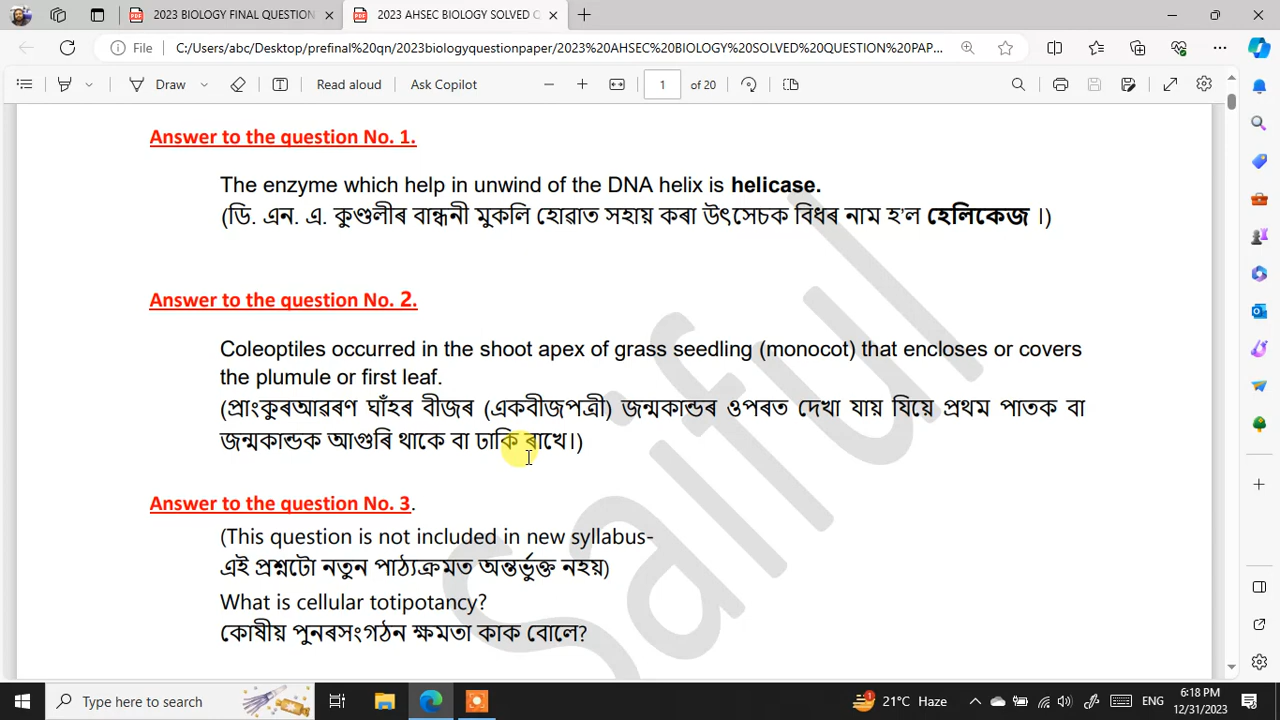 2023 BIOLOGY FINAL QUESTION
2023 AHSEC BIOLOGY SOLVED Q
File
C:/Users/abc/Desktop/prefinal%20qn/2023biologyquestionpaper/2023%20AHSEC%20BIOLOGY%20SOLVED%20QUESTION%20PAP...
Draw
Read aloud
Ask Copilot
1 of 20
Answer to the question No. 1.
The enzyme which help in unwind of the DNA helix is helicase.
(ডি. এন. এ. কুণ্ডলীৰ বান্ধনী মুকলি হোৱাত সহায় কৰা উৎসেচক বিধৰ নাম হ'ল হেলিকেজ ।)
Answer to the question No. 2.
Coleoptiles occurred in the shoot apex of grass seedling (monocot) that encloses or covers
the plumule or first leaf.
(প্ৰাংকুৰআৱৰণ ঘাঁহৰ বীজৰ (একবীজপত্ৰী) জন্মকান্ডৰ ওপৰত দেখা যায় যিয়ে প্ৰথম পাতক বা
জন্মকান্ডক আগুৰি থাকে বা ঢাকি ৰাখে।)
Answer to the question No. 3.
(This question is not included in new syllabus-
এই প্ৰশ্নটো নতুন পাঠ্যক্ৰমত অন্তৰ্ভুক্ত নহয়)
What is cellular totipotancy?
কোষীয় পুনৰসংগঠন ক্ষমতা কাক বোলে?
Saiful
Type here to search
21°C Haze
ENG
6:18 PM
12/31/2023